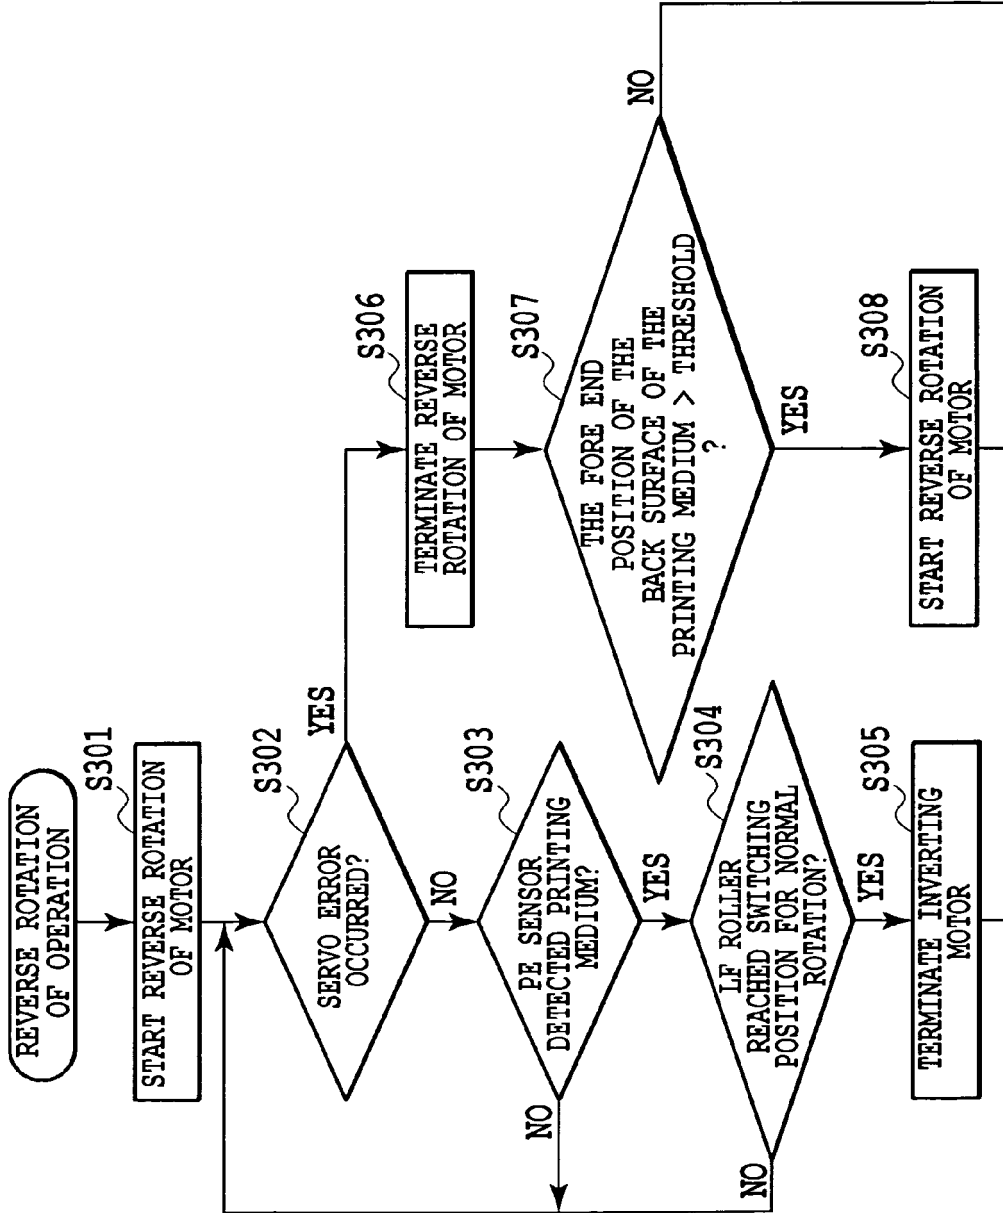 REVERSE ROTATION
OF OPERATION
S301
START REVERSE ROTATION
OF MOTOR
S302
SERVO ERROR
OCCURRED?
YES
NO
S303
PE SENSOR
DETECTED PRINTING
MEDIUM?
NO
YES
S304
LF ROLLER
REACHED SWITCHING
POSITION FOR NORMAL
ROTATION?
NO
YES
S305
TERMINATE INVERTING
MOTOR
S306
TERMINATE REVERSE
ROTATION OF MOTOR
S307
THE FORE END
POSITION OF THE
BACK SURFACE OF THE
PRINTING MEDIUM > THRESHOLD
?
NO
YES
S308
START REVERSE ROTATION
OF MOTOR